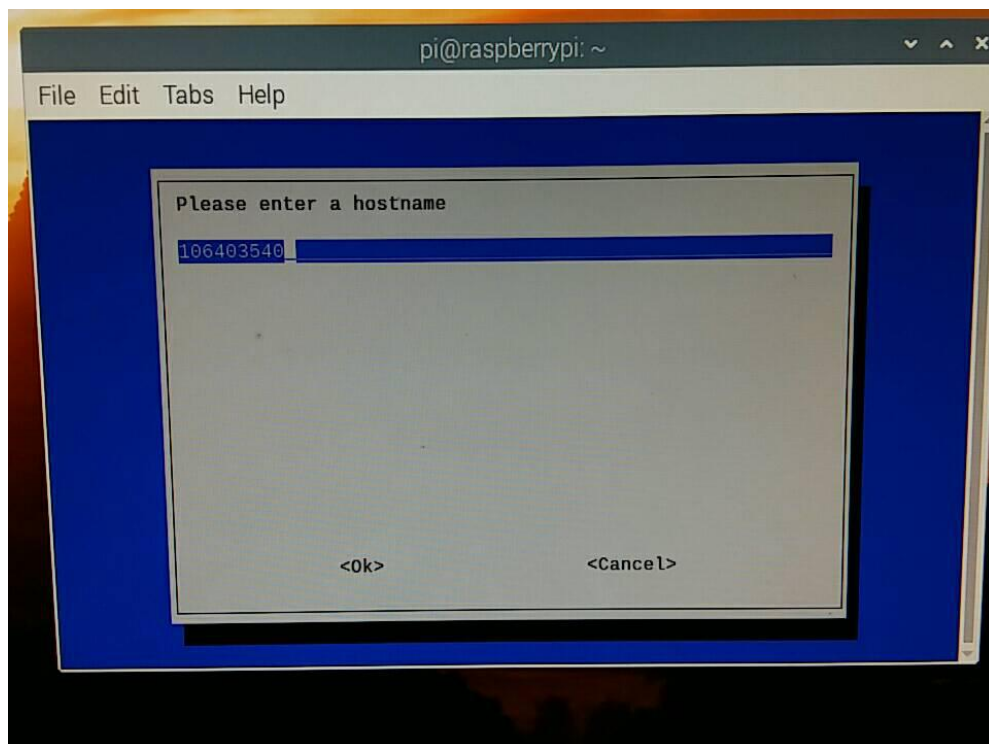 pi@raspberrypi: ~
File Edit Tabs Help
Please enter a hostname
106403540
<Ok> <Cancel>